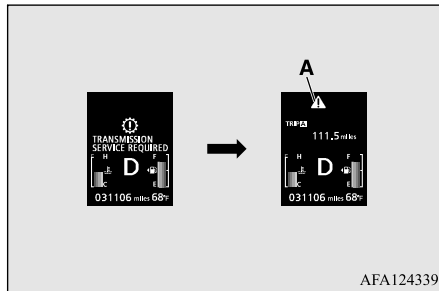 A
TRANSMISSION
SERVICE REQUIRED
H F
D
C E
031106 miles 68°F
TRIP A
111.5 miles
H F
D
C E
031106 miles 68°F
AFA124339